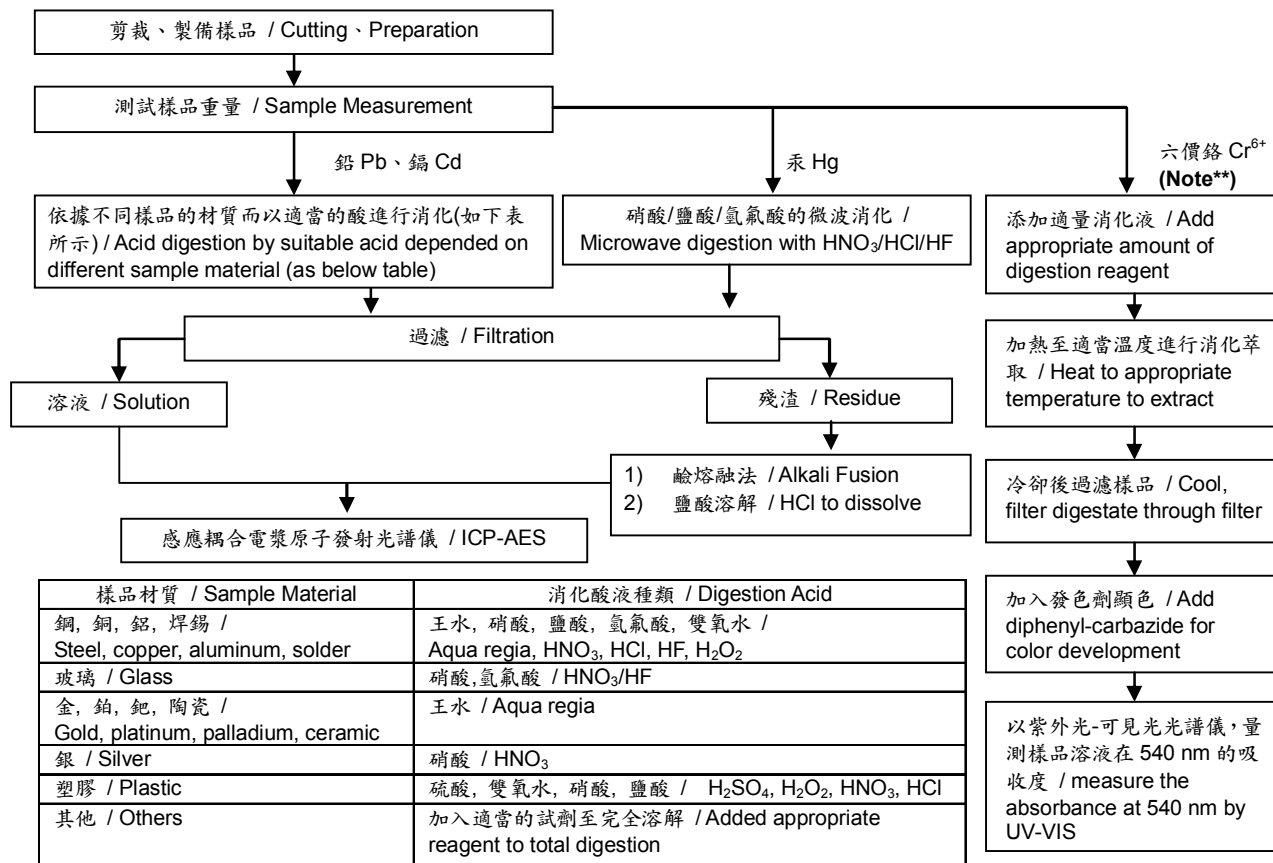 剪裁、製備樣品 / Cutting、Preparation
測試樣品重量 / Sample Measurement
鉛 Pb、鎘 Cd
汞 Hg
六價鉻 Cr6+
(Note**)
依據不同樣品的材質而以適當的酸進行消化(如下表
所示) / Acid digestion by suitable acid depended on
different sample material (as below table)
硝酸/鹽酸/氫氟酸的微波消化 /
Microwave digestion with HNO3/HCl/HF
添加適量消化液 / Add
appropriate amount of
digestion reagent
過濾 / Filtration
加熱至適當溫度進行消化萃
取 / Heat to appropriate
temperature to extract
溶液 / Solution
殘渣 / Residue
1) 鹼熔融法 / Alkali Fusion
2) 鹽酸溶解 / HCl to dissolve
冷卻後過濾樣品 / Cool,
filter digestate through filter
感應耦合電漿原子發射光譜儀 / ICP-AES
加入發色劑顯色 / Add
diphenyl-carbazide for
color development
以紫外光-可見光光譜儀，量
測樣品溶液在 540 nm 的吸
收度 / measure the
absorbance at 540 nm by
UV-VIS
樣品材質 / Sample Material
消化酸液種類 / Digestion Acid
鋼, 銅, 鋁, 焊錫 /
Steel, copper, aluminum, solder
王水, 硝酸, 鹽酸, 氫氟酸, 雙氧水 /
Aqua regia, HNO3, HCl, HF, H2O2
玻璃 / Glass
硝酸,氫氟酸 / HNO3/HF
金, 鉑, 鈀, 陶瓷 /
Gold, platinum, palladium, ceramic
王水 / Aqua regia
銀 / Silver
硝酸 / HNO3
塑膠 / Plastic
硫酸, 雙氧水, 硝酸, 鹽酸 / H2SO4, H2O2, HNO3, HCl
其他 / Others
加入適當的試劑至完全溶解 / Added appropriate
reagent to total digestion